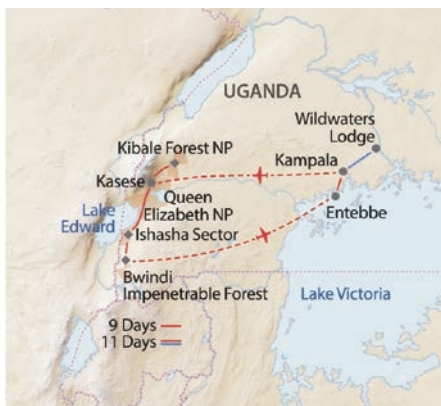 UGANDA
Wildwaters
Lodge
Kibale Forest NP
Kampala
Kasese
Queen
Elizabeth NP
Lake
Edward
Entebbe
Ishasha Sector
Bwindi
Impenetrable Forest
Lake Victoria
9 Days
11 Days